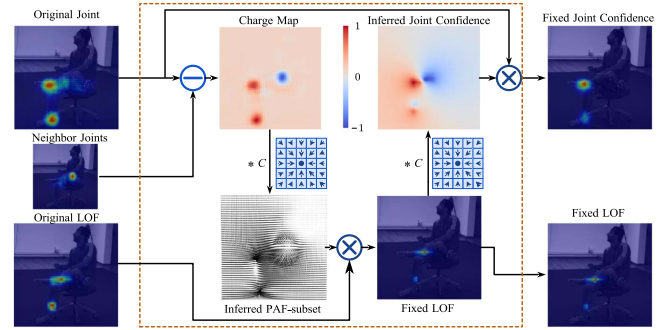 Original Joint
Charge Map
Inferred Joint Confidence
Fixed Joint Confidence
1
0
−1
Neighbor Joints
* C
* C
Original LOF
Fixed LOF
Inferred PAF-subset
Fixed LOF